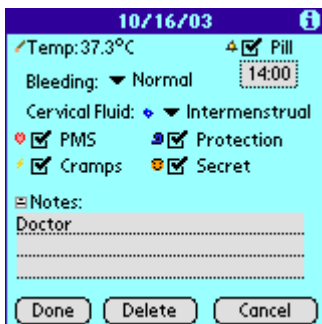 10/16/03
Temp: 37.3°C Pill
Bleeding: Normal 14:00
Cervical Fluid: Intermenstrual
PMS Protection
Cramps Secret
Notes:
Doctor
Done Delete Cancel